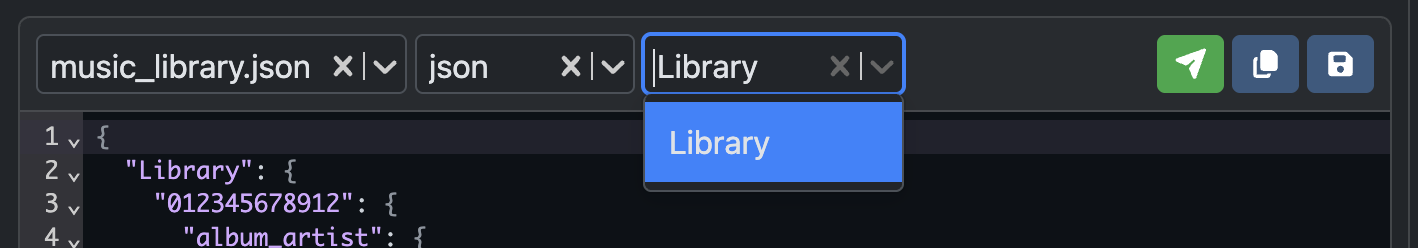 music_library.json json Library
Library
1 {
2 "Library": {
3 "012345678912": {
4 "album_artist": {